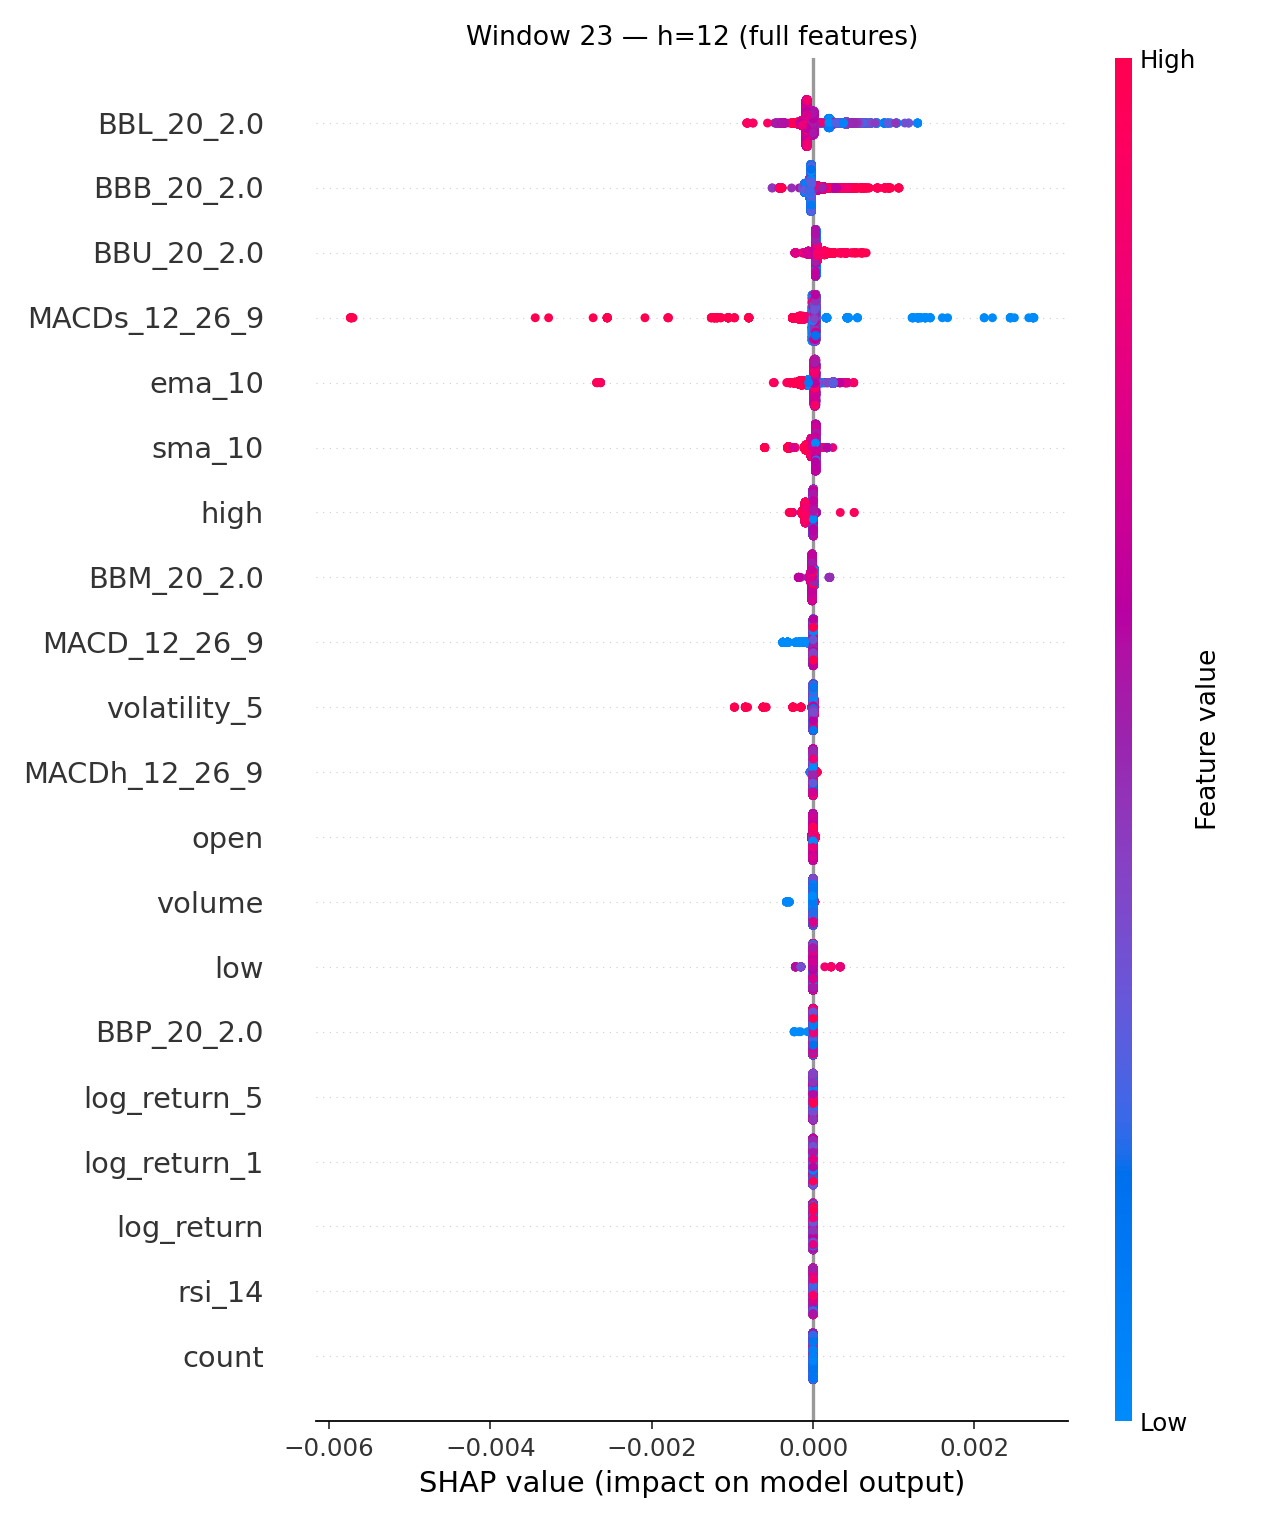 Window 23 — h=12 (full features)
High
BBL_20_2.0
BBB_20_2.0
BBU_20_2.0
MACDs_12_26_9
ema_10
sma_10
high
BBM_20_2.0
MACD_12_26_9
volatility_5
MACDh_12_26_9
open
volume
low
BBP_20_2.0
log_return_5
log_return_1
log_return
rsi_14
count
Feature value
Low
−0.006 −0.004 −0.002 0.000 0.002
SHAP value (impact on model output)